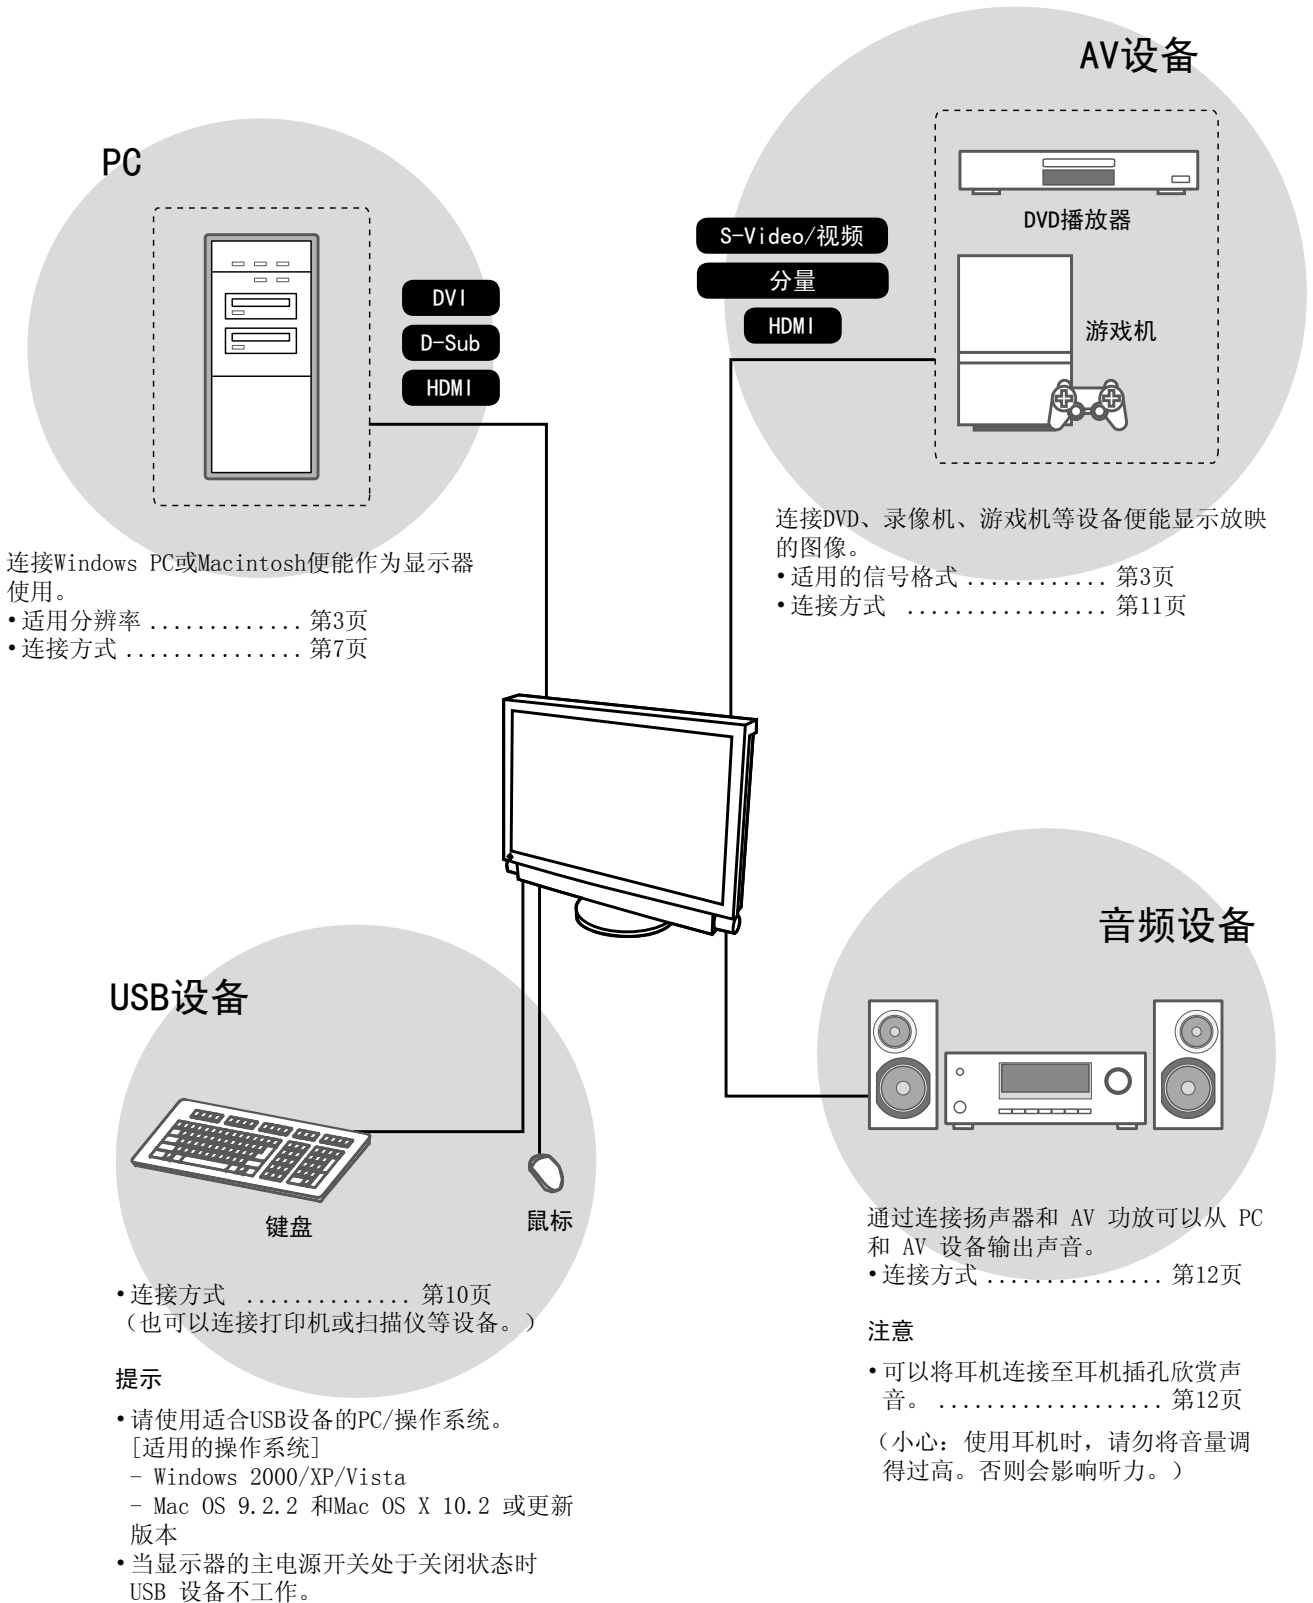 PC
DVI
D-Sub
HDMI
连接Windows PC或Macintosh便能作为显示器
使用。
•适用分辨率 ............. 第3页
•连接方式 ............... 第7页
AV设备
DVD播放器
S-Video/视频
分量
HDMI
游戏机
连接DVD、录像机、游戏机等设备便能显示放映
的图像。
•适用的信号格式 ............ 第3页
•连接方式 ................. 第11页
USB设备
键盘
鼠标
•连接方式 .............. 第10页
（也可以连接打印机或扫描仪等设备。）
提示
•请使用适合USB设备的PC/操作系统。
[适用的操作系统]
- Windows 2000/XP/Vista
- Mac OS 9.2.2 和Mac OS X 10.2 或更新
版本
•当显示器的主电源开关处于关闭状态时
USB 设备不工作。
音频设备
通过连接扬声器和 AV 功放可以从 PC
和 AV 设备输出声音。
•连接方式 ............... 第12页
注意
•可以将耳机连接至耳机插孔欣赏声
音。 ................... 第12页
（小心：使用耳机时，请勿将音量调
得过高。否则会影响听力。）